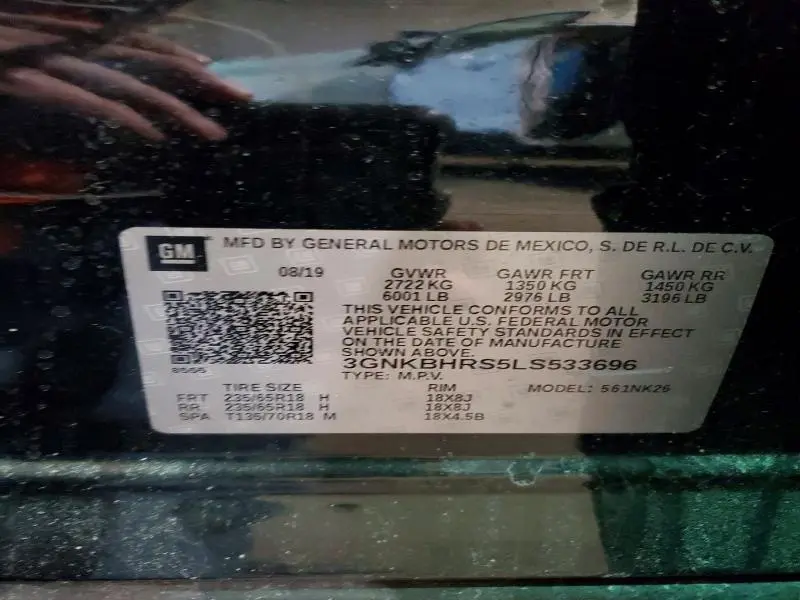 GM MFD BY GENERAL MOTORS DE MEXICO, S. DE R.L. DE C.V.
08/19 GVWR GAWR FRT GAWR RR
2722 KG 1350 KG 1450 KG
6001 LB 2976 LB 3196 LB
THIS VEHICLE CONFORMS TO ALL
APPLICABLE U.S. FEDERAL MOTOR
VEHICLE SAFETY STANDARDS IN EFFECT
ON THE DATE OF MANUFACTURE
SHOWN ABOVE.
3GNKBHRS5LS533696
TYPE: M.P.V.
TIRE SIZE RIM MODEL: 561NK26
FRT 235/65R18 H 18X8J
RR 235/65R18 H 18X8J
SPA T135/70R18 M 18X4.5B